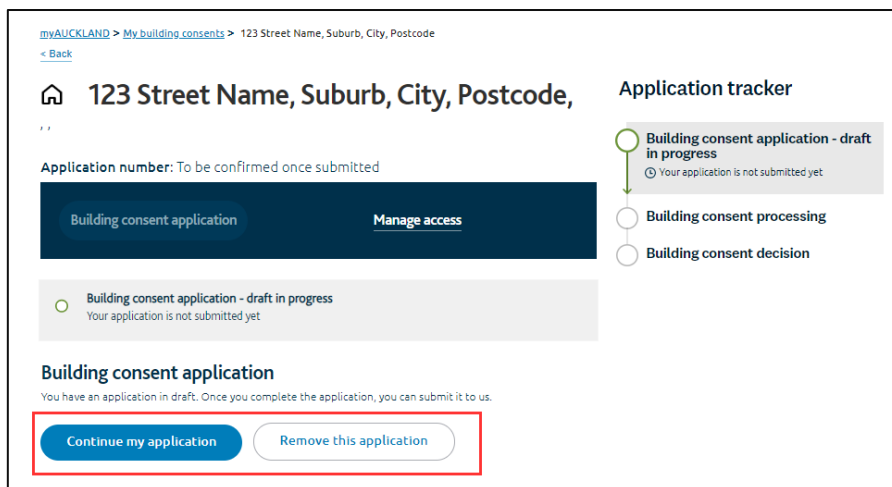 myAUCKLAND > My building consents > 123 Street Name, Suburb, City, Postcode
< Back
123 Street Name, Suburb, City, Postcode,
, ,
Application number: To be confirmed once submitted
Building consent application
Manage access
Building consent application - draft in progress
Your application is not submitted yet
Building consent application
You have an application in draft. Once you complete the application, you can submit it to us.
Continue my application
Remove this application
Application tracker
Building consent application - draft
in progress
Your application is not submitted yet
Building consent processing
Building consent decision